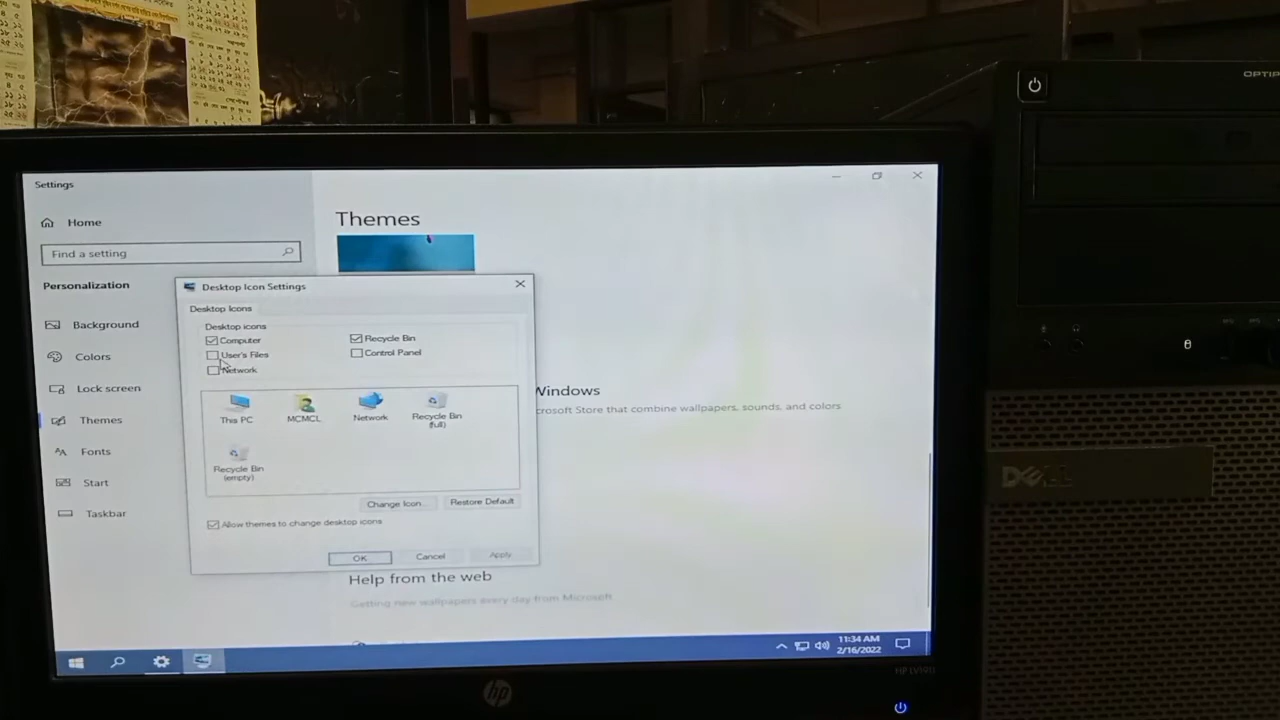 OPTIP
Settings
Home
Themes
Find a setting
Personalization
Background
Colors
Lock screen
Themes
Fonts
Start
Taskbar
Desktop Icon Settings
Desktop Icons
Desktop icons
Computer
Recycle Bin
User's Files
Control Panel
Network
This PC
MCMCL
Network
Recycle Bin
(full)
Recycle Bin
(empty)
Change Icon...
Restore Default
Allow themes to change desktop icons
OK
Cancel
Apply
Windows
crosoft Store that combine wallpapers, sounds, and colors
Help from the web
Getting new wallpapers every day from Microsoft
11:34 AM
2/16/2022
hp
DELL